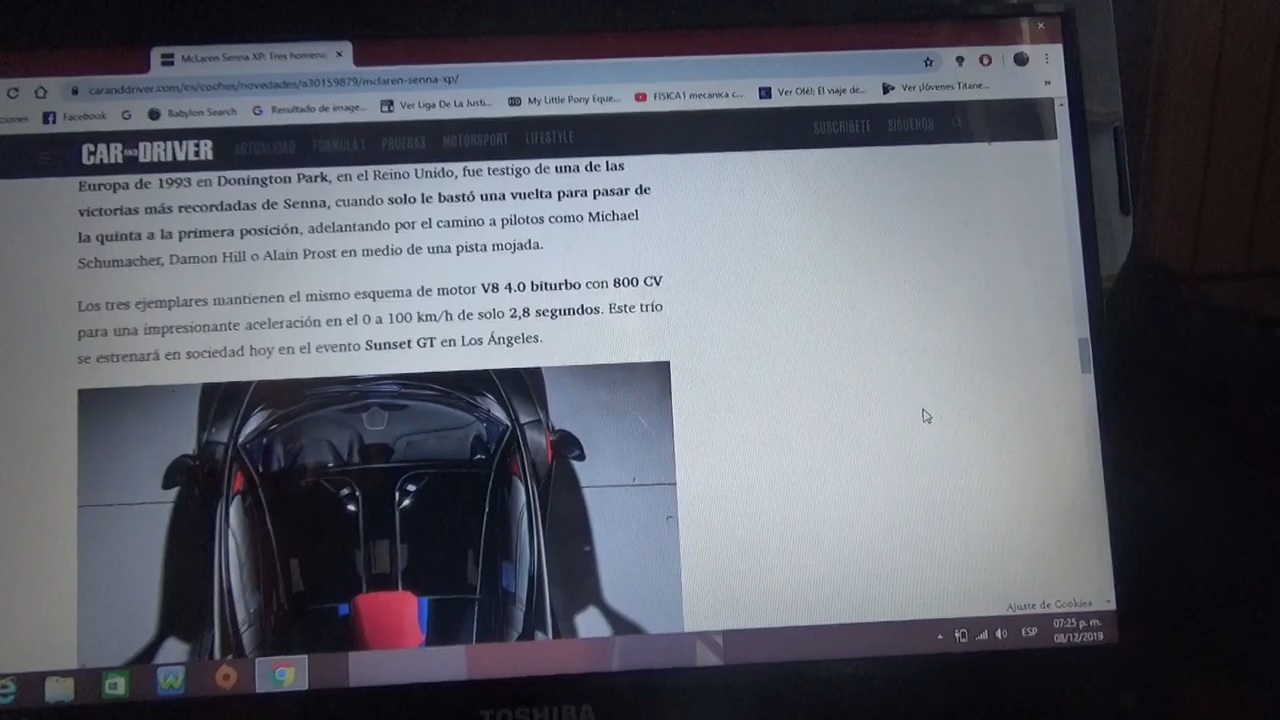 McLaren Senna XP: Tres homena
caranddriver.com/es/coches/novedades/a30159879/mclaren-senna-xp/
ciones Facebook G Babylon Search G Resultado de image... Ver Liga De La Justi... My Little Pony Eque... FISICA I mecanica c... Ver Olé!: El viaje de... Ver ¡Jóvenes Titane... »
CAR AND DRIVER ACTUALIDAD FÓRMULA 1 PRUEBAS MOTORSPORT LIFESTYLE SUSCRÍBETE SÍGUENOS
Europa de 1993 en Donington Park, en el Reino Unido, fue testigo de una de las
victorias más recordadas de Senna, cuando solo le bastó una vuelta para pasar de
la quinta a la primera posición, adelantando por el camino a pilotos como Michael
Schumacher, Damon Hill o Alain Prost en medio de una pista mojada.
Los tres ejemplares mantienen el mismo esquema de motor V8 4.0 biturbo con 800 CV
para una impresionante aceleración en el 0 a 100 km/h de solo 2,8 segundos. Este trío
se estrenará en sociedad hoy en el evento Sunset GT en Los Ángeles.
Ajuste de Cookies
ESP 07:25 p. m.
08/12/2019
TOSHIBA